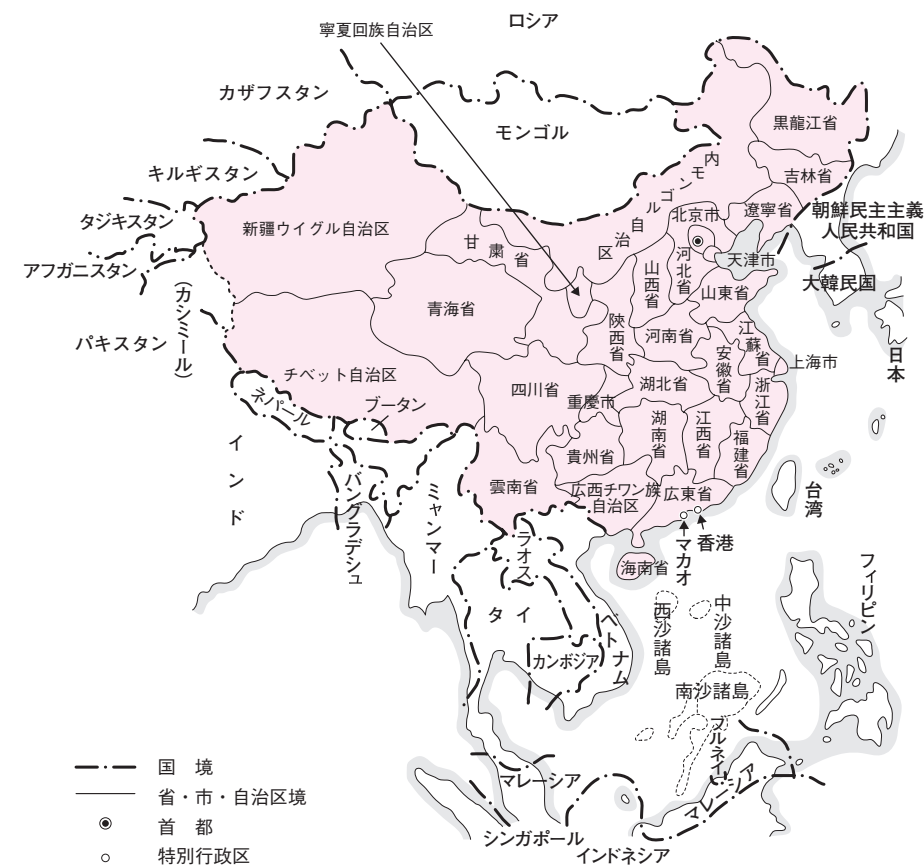 寧夏回族自治区
ロシア
カザフスタン
モンゴル
黒龍江省
キルギスタン
吉林省
内モンゴル自治区
タジキスタン
新疆ウイグル自治区
甘粛省
北京市
遼寧省
朝鮮民主主義
人民共和国
アフガニスタン
天津市
大韓民国
(カシミール)
青海省
山西省
河北省
山東省
パキスタン
陝西省
河南省
江蘇省
安徽省
上海市
日本
チベット自治区
四川省
重慶市
湖北省
浙江省
ネパール
ブータン
湖南省
江西省
福建省
インド
貴州省
雲南省
広西チワン族
自治区
広東省
台湾
バングラデシュ
ミャンマー
ラオス
海南省
マカオ
香港
フィリピン
タイ
ベトナム
西沙諸島
中沙諸島
カンボジア
南沙諸島
ブルネイ
マレーシア
マレーシア
シンガポール
インドネシア
国境
省・市・自治区境
首都
特別行政区